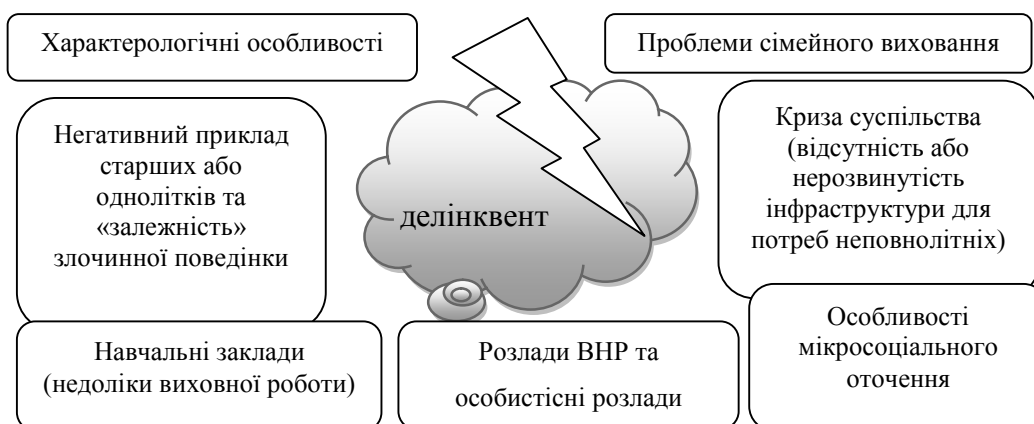 Характерологічні особливості
Проблеми сімейного виховання
Негативний приклад
старших або
однолітків та
«залежність»
злочинної поведінки
делінквент
Криза суспільства
(відсутність або
нерозвинутість
інфраструктури для
потреб неповнолітніх)
Навчальні заклади
(недоліки виховної роботи)
Розлади ВНР та
особистісні розлади
Особливості
мікросоціального
оточення